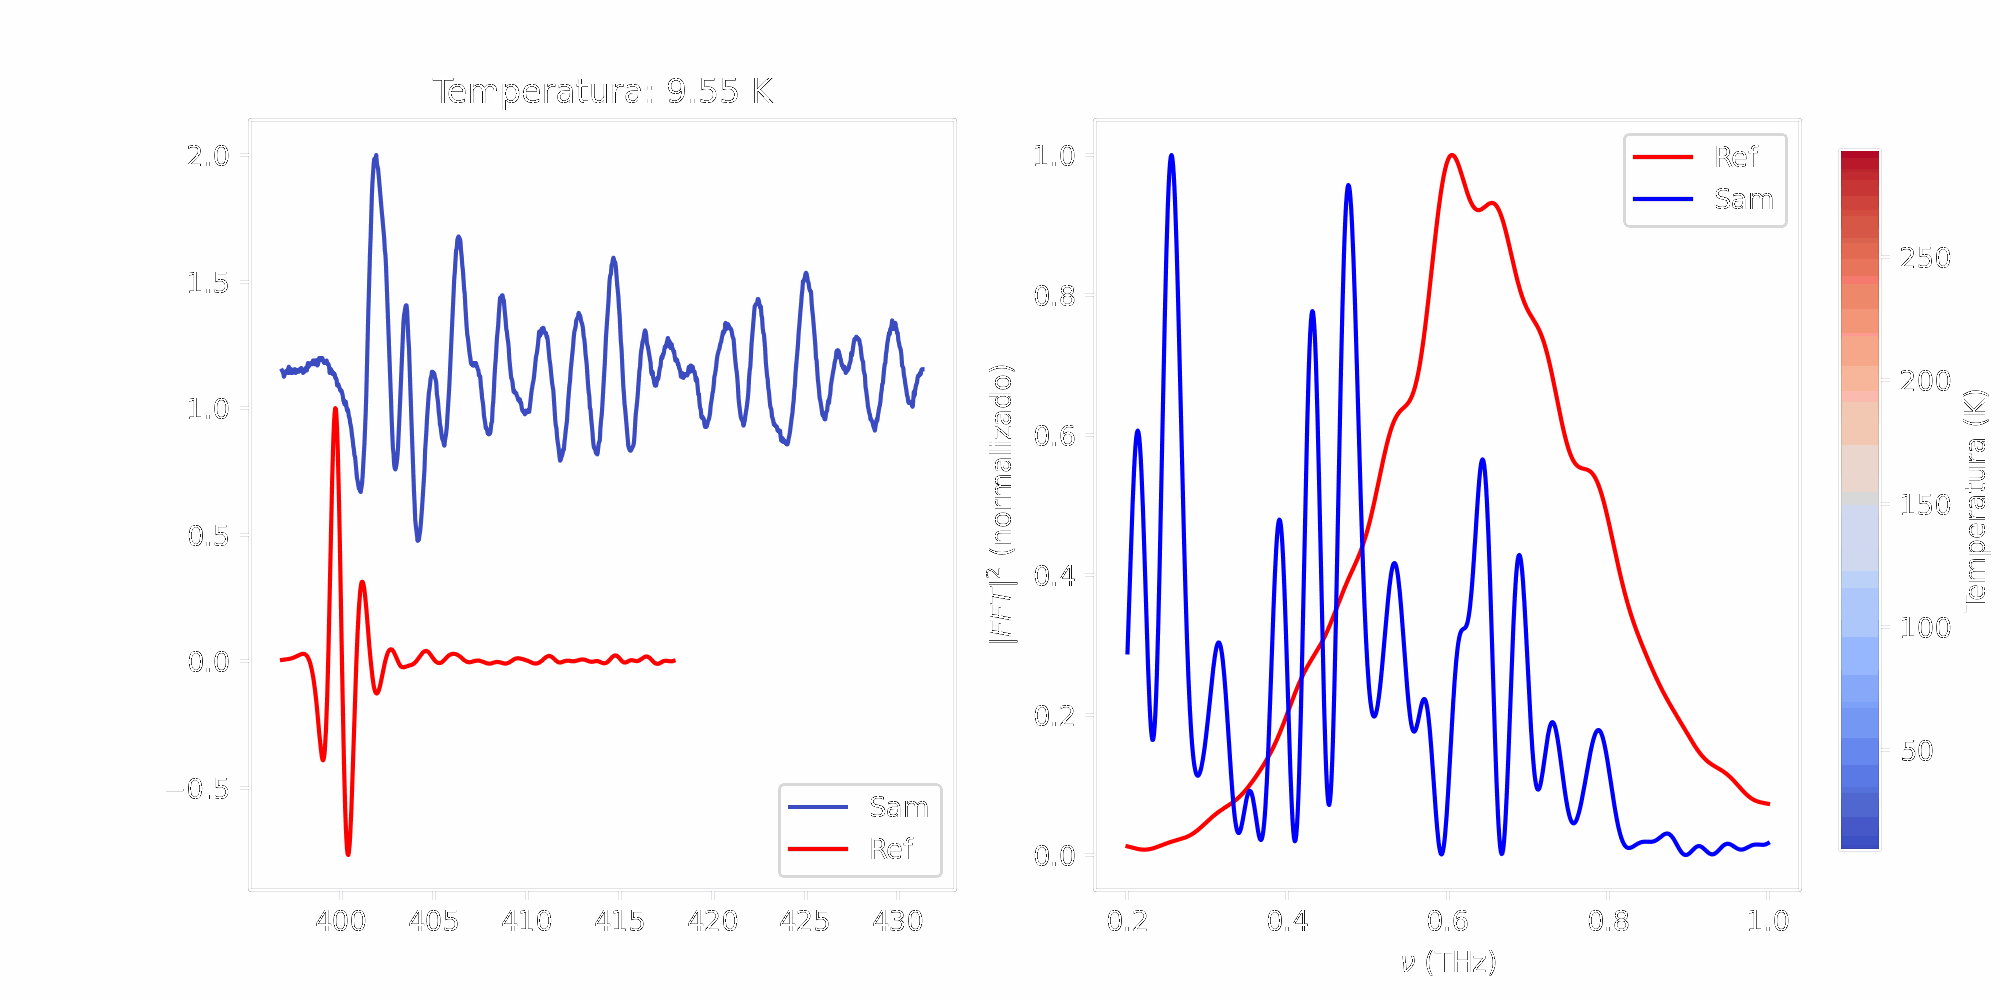 Temperatura: 9.55 K
2.0
1.5
1.0
0.5
0.0
−0.5
400 405 410 415 420 425 430
Sam
Ref
|FFT|² (normalizado)
1.0
0.8
0.6
0.4
0.2
0.0
0.2 0.4 0.6 0.8 1.0
ν (THz)
Ref
Sam
250
200
150
100
50
Temperatura (K)